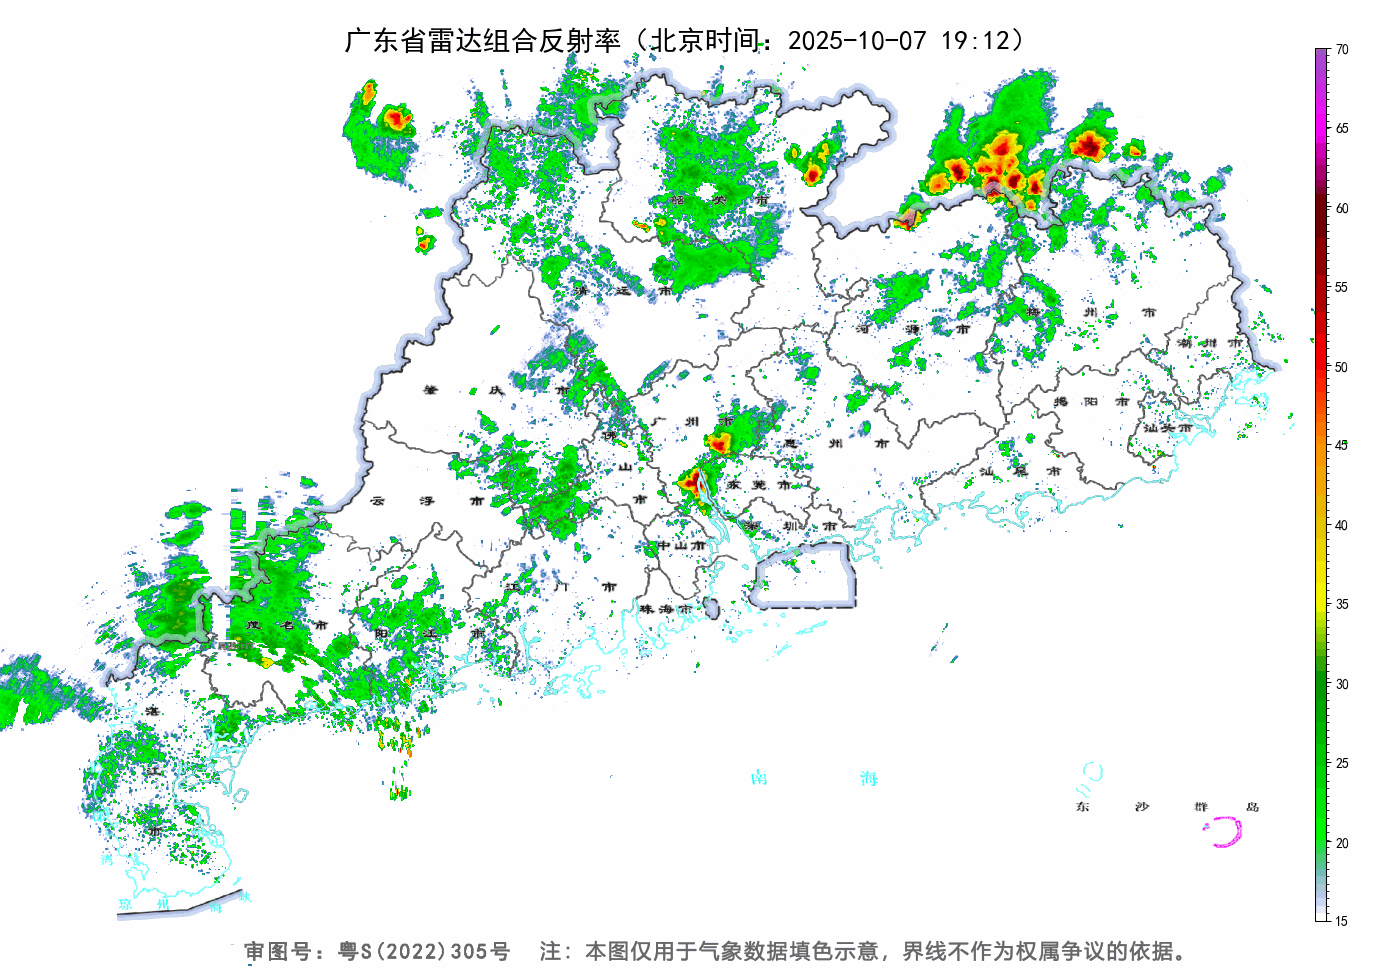 广东省雷达组合反射率（北京时间：2025-10-07 19:12）
70
65
60
55
50
45
40
35
30
25
20
15
韶关市
清远市
河源市
梅州市
潮州市
肇庆市
广州市
惠州市
揭阳市
汕头市
佛山市
东莞市
汕尾市
云浮市
深圳市
中山市
江门市
珠海市
茂名市
阳江市
湛江市
南海
东沙群岛
湾
琼州海峡
审图号：粤S(2022)305号 注：本图仅用于气象数据填色示意，界线不作为权属争议的依据。